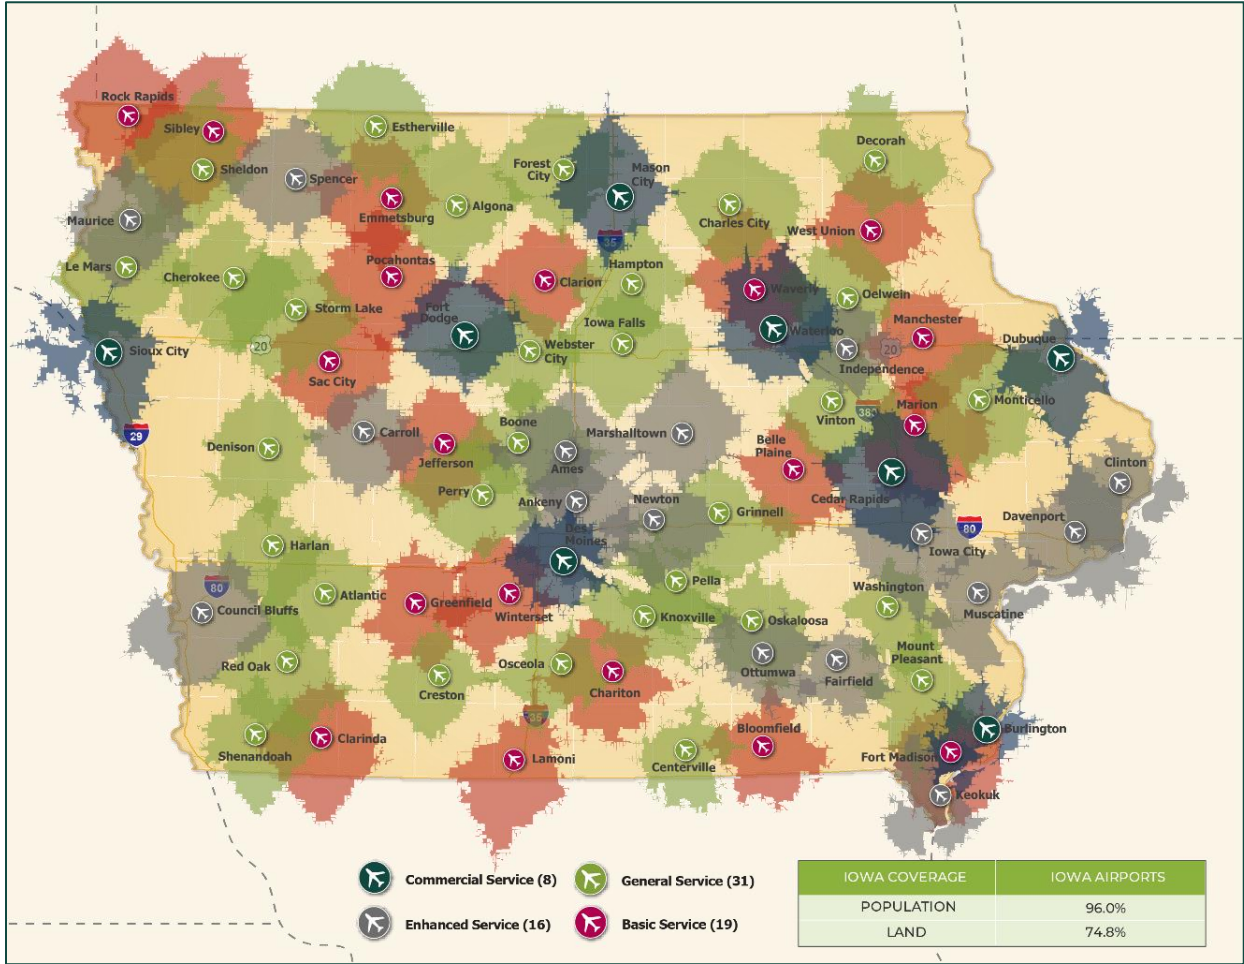 Rock Rapids
Sibley
Estherville
Sheldon
Spencer
Forest
City
Mason
City
Decorah
Maurice
Emmetsburg
Algona
Charles City
West Union
Le Mars
Cherokee
Pocahontas
Clarion
35
Hampton
Waverly
Oelwein
Storm Lake
Fort
Dodge
Iowa Falls
Waterloo
Manchester
Sioux City
20
Sac City
Webster
City
Independence
20
Dubuque
29
Carroll
Boone
Marshalltown
Vinton
380
Marion
Monticello
Denison
Jefferson
Ames
Belle
Plaine
Clinton
Perry
Ankeny
Newton
Grinnell
Cedar Rapids
Davenport
Harlan
Des
Moines
80
Iowa City
80
Council Bluffs
Atlantic
Greenfield
Winterset
Pella
Knoxville
Oskaloosa
Washington
Muscatine
Red Oak
Creston
Osceola
Chariton
Ottumwa
Fairfield
Mount
Pleasant
Shenandoah
Clarinda
35
Lamoni
Centerville
Bloomfield
Fort Madison
Burlington
Keokuk
Commercial Service (8)
General Service (31)
Enhanced Service (16)
Basic Service (19)
IOWA COVERAGE IOWA AIRPORTS
POPULATION 96.0%
LAND 74.8%